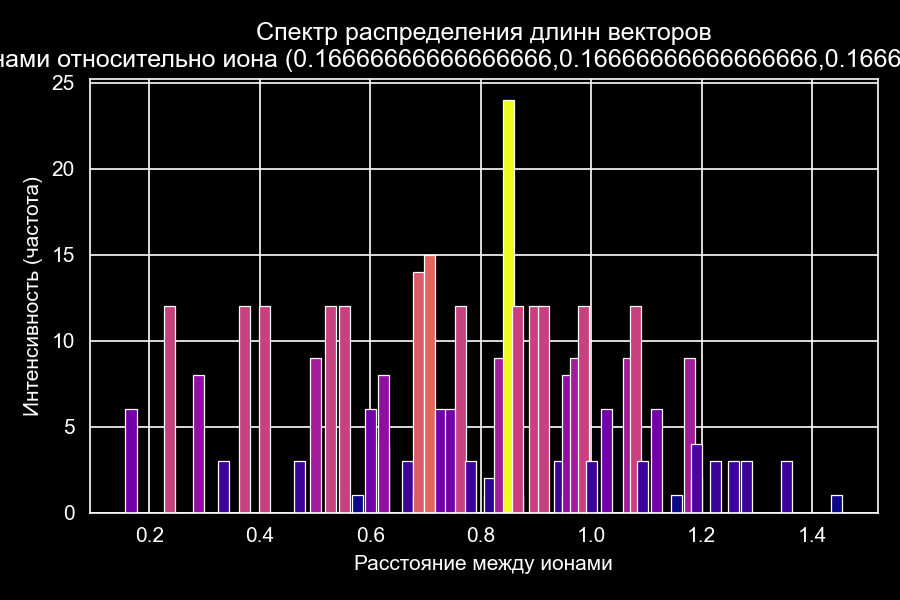 Спектр распределения длинн векторов
нами относительно иона (0.16666666666666666,0.16666666666666666,0.1666
Интенсивность (частота)
25
20
15
10
5
0
0.2 0.4 0.6 0.8 1.0 1.2 1.4
Расстояние между ионами